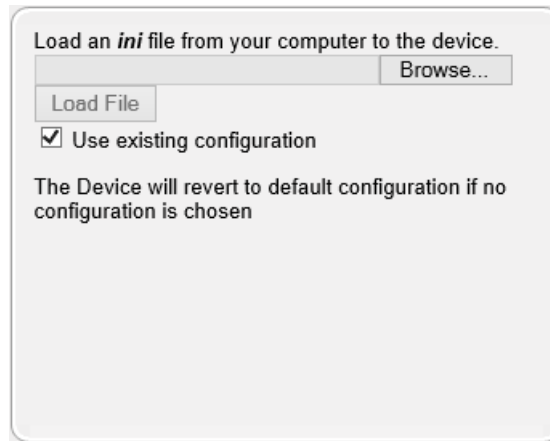 Load an ini file from your computer to the device.
Browse...
Load File
Use existing configuration
The Device will revert to default configuration if no
configuration is chosen